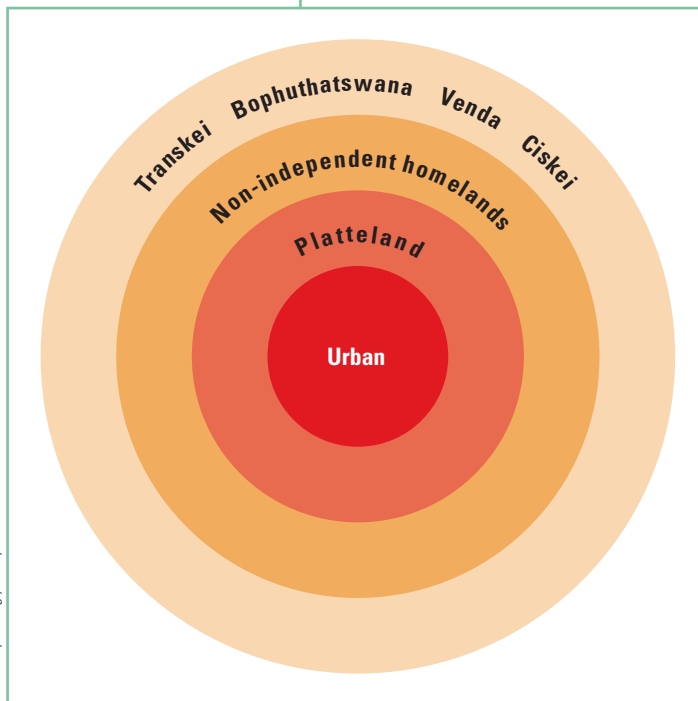 Transkei Bophuthatswana Venda Ciskei
Non-independent homelands
Platteland
Urban